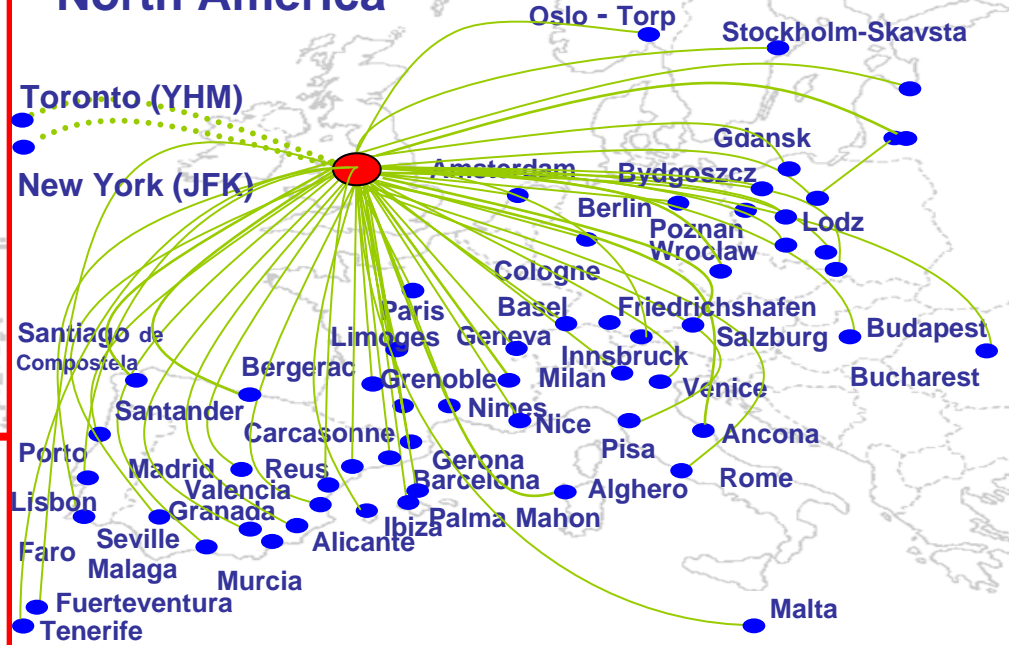 North America
Oslo - Torp
Stockholm-Skavsta
Toronto (YHM)
Gdansk
Amsterdam
Bydgoszcz
New York (JFK)
Berlin
Lodz
Poznan
Wroclaw
Cologne
Paris
Basel
Friedrichshafen
Santiago de
Compostela
Limoges
Geneva
Salzburg
Budapest
Innsbruck
Bergerac
Grenoble
Milan
Venice
Bucharest
Santander
Nimes
Nice
Carcasonne
Ancona
Porto
Pisa
Madrid
Reus
Gerona
Barcelona
Rome
Valencia
Alghero
Lisbon
Granada
Ibiza
Palma
Mahon
Faro
Seville
Alicante
Malaga
Murcia
Fuerteventura
Malta
Tenerife